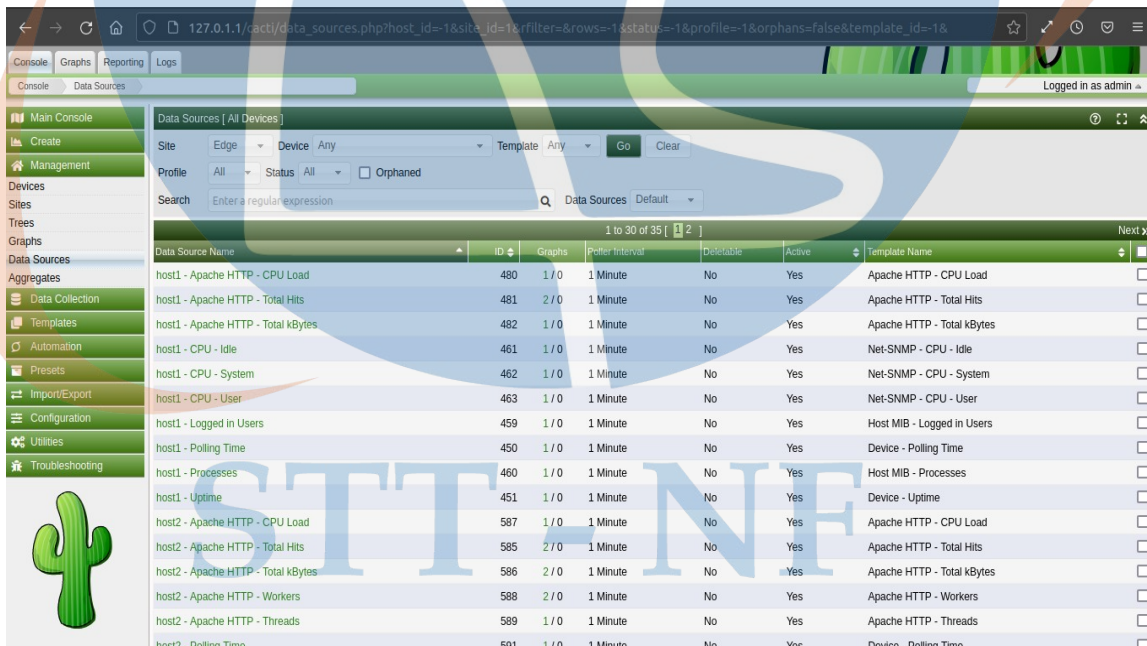 127.0.1.1/cacti/data_sources.php?host_id=-1&site_id=1&rfilter=&rows=-1&status=-1&profile=-1&orphans=false&template_id=-1&
Console Graphs Reporting Logs
Console Data Sources Logged in as admin
Main Console
Create
Management
Devices
Sites
Trees
Graphs
Data Sources
Aggregates
Data Collection
Templates
Automation
Presets
Import/Export
Configuration
Utilities
Troubleshooting
Data Sources [ All Devices ]
Site Edge Device Any Template Any Go Clear
Profile All Status All Orphaned
Search Enter a regular expression Data Sources Default
1 to 30 of 35 [ 1 2 ] Next
Data Source Name ID Graphs Poller Interval Deletable Active Template Name
host1 - Apache HTTP - CPU Load 480 1 / 0 1 Minute No Yes Apache HTTP - CPU Load
host1 - Apache HTTP - Total Hits 481 2 / 0 1 Minute No Yes Apache HTTP - Total Hits
host1 - Apache HTTP - Total kBytes 482 1 / 0 1 Minute No Yes Apache HTTP - Total kBytes
host1 - CPU - Idle 461 1 / 0 1 Minute No Yes Net-SNMP - CPU - Idle
host1 - CPU - System 462 1 / 0 1 Minute No Yes Net-SNMP - CPU - System
host1 - CPU - User 463 1 / 0 1 Minute No Yes Net-SNMP - CPU - User
host1 - Logged in Users 459 1 / 0 1 Minute No Yes Host MIB - Logged in Users
host1 - Polling Time 450 1 / 0 1 Minute No Yes Device - Polling Time
host1 - Processes 460 1 / 0 1 Minute No Yes Host MIB - Processes
host1 - Uptime 451 1 / 0 1 Minute No Yes Device - Uptime
host2 - Apache HTTP - CPU Load 587 1 / 0 1 Minute No Yes Apache HTTP - CPU Load
host2 - Apache HTTP - Total Hits 585 2 / 0 1 Minute No Yes Apache HTTP - Total Hits
host2 - Apache HTTP - Total kBytes 586 2 / 0 1 Minute No Yes Apache HTTP - Total kBytes
host2 - Apache HTTP - Workers 588 2 / 0 1 Minute No Yes Apache HTTP - Workers
host2 - Apache HTTP - Threads 589 1 / 0 1 Minute No Yes Apache HTTP - Threads
host2 - Polling Time 591 1 / 0 1 Minute No Yes Device - Polling Time
STT - NF